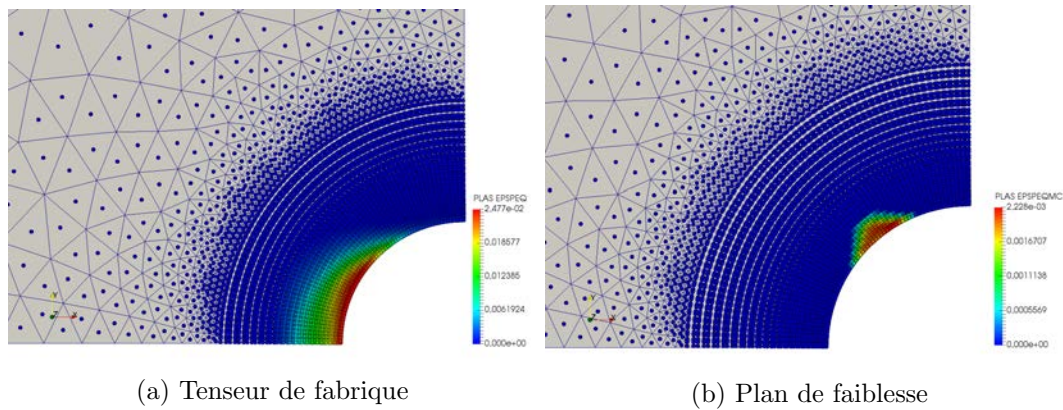 PLAS EPSPEQ
2,477e-02
0,018577
0,012385
0,0061924
0,000e+00
Y
Z
X
(a) Tenseur de fabrique
PLAS EPSPEQMC
2,228e-03
0,0016707
0,0011138
0,0005569
0,000e+00
Y
Z
X
(b) Plan de faiblesse